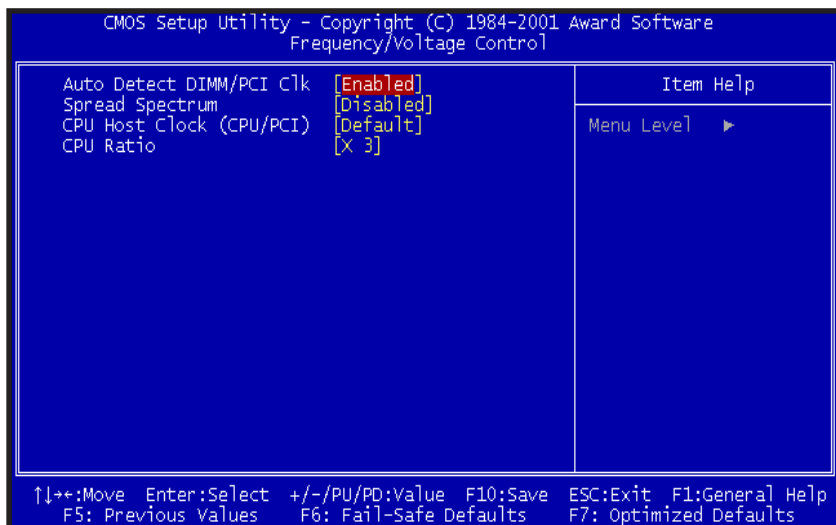 CMOS Setup Utility - Copyright (C) 1984-2001 Award Software
Frequency/Voltage Control
Auto Detect DIMM/PCI Clk [Enabled]
Spread Spectrum [Disabled]
CPU Host Clock (CPU/PCI) [Default]
CPU Ratio [X 3]
Item Help
Menu Level ►
↑↓→←:Move Enter:Select +/-/PU/PD:Value F10:Save ESC:Exit F1:General Help
F5: Previous Values F6: Fail-Safe Defaults F7: Optimized Defaults